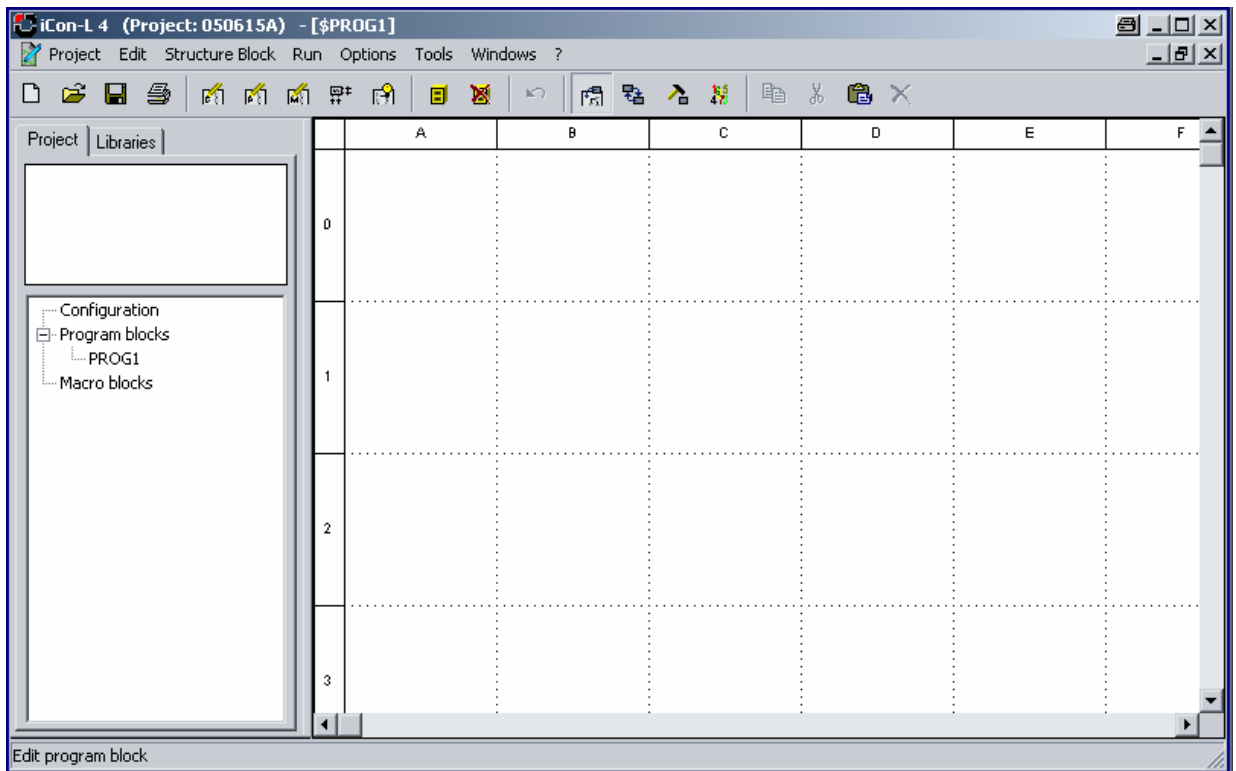 iCon-L 4 (Project: 050615A) - [$PROG1]
Project Edit Structure Block Run Options Tools Windows ?
Project Libraries
A B C D E F
0
Configuration
Program blocks
PROG1
1
Macro blocks
2
3
Edit program block